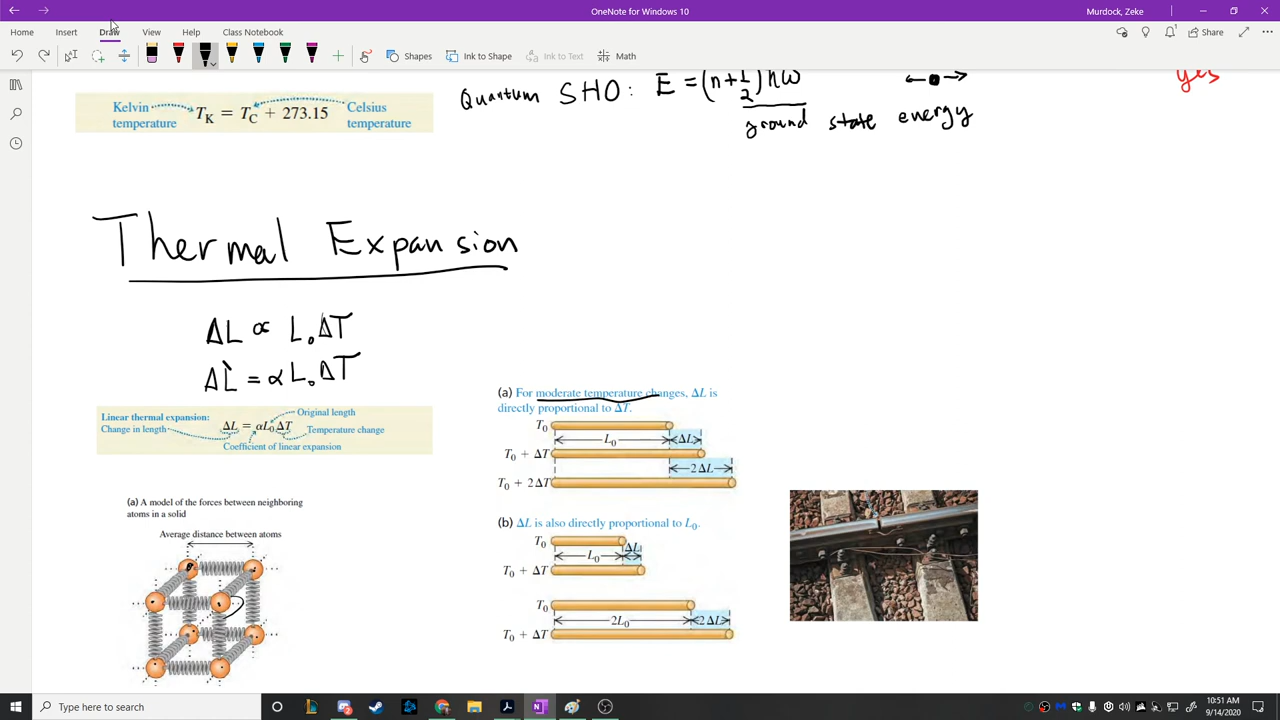 OneNote for Windows 10
Murdock, Zeke
Home Insert Draw View Help Class Notebook
Share
Shapes Ink to Shape Ink to Text Math
yes
Quantum SHO: E = (n+1/2)ħω
ground state energy
Kelvin temperature T_K = T_C + 273.15 Celsius temperature
Thermal Expansion
ΔL ∝ L₀ΔT
ΔL = αL₀ΔT
Linear thermal expansion:
Original length
Change in length
ΔL = αL₀ΔT
Temperature change
Coefficient of linear expansion
(a) For moderate temperature changes, ΔL is
directly proportional to ΔT.
T₀
L₀ ΔL
T₀ + ΔT
2ΔL
T₀ + 2ΔT
(b) ΔL is also directly proportional to L₀.
T₀
L₀ ΔL
T₀ + ΔT
T₀
2L₀ 2ΔL
T₀ + ΔT
(a) A model of the forces between neighboring
atoms in a solid
Average distance between atoms
Type here to search
10:51 AM
9/14/2020